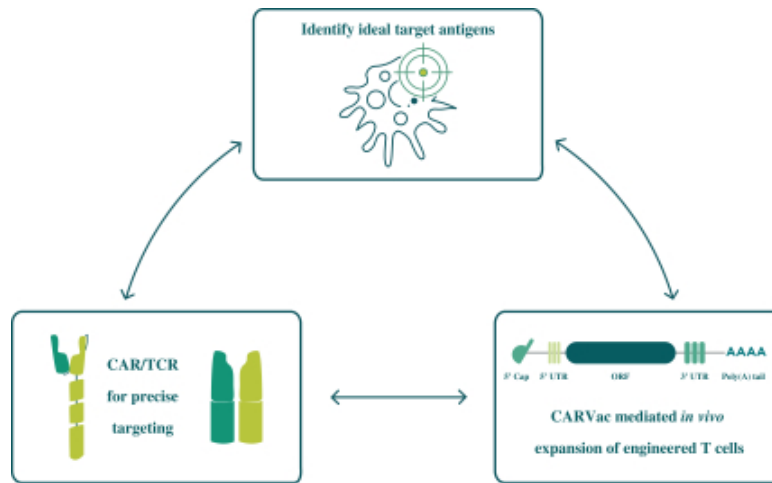 Identify ideal target antigens
CAR/TCR
for precise
targeting
AAAA
5' Cap 5' UTR ORF 3' UTR Poly(A) tail
CARVac mediated in vivo
expansion of engineered T cells